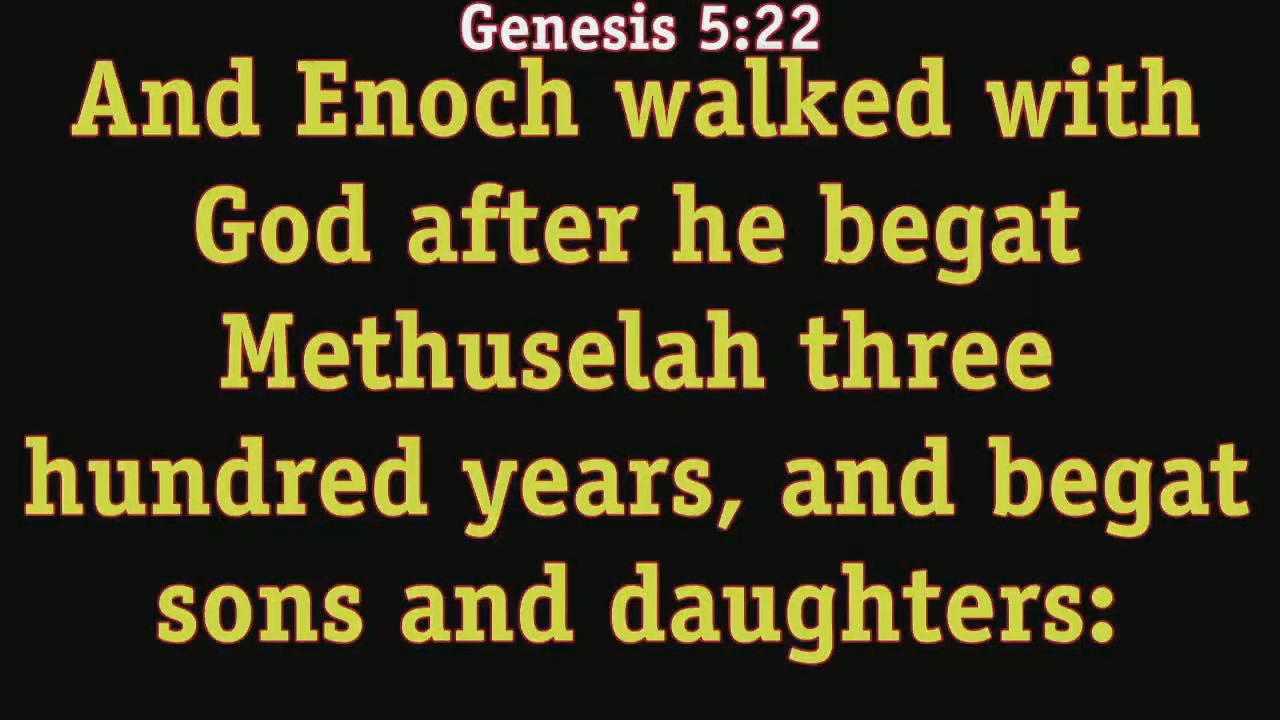 Genesis 5:22
And Enoch walked with
God after he begat
Methuselah three
hundred years, and begat
sons and daughters: